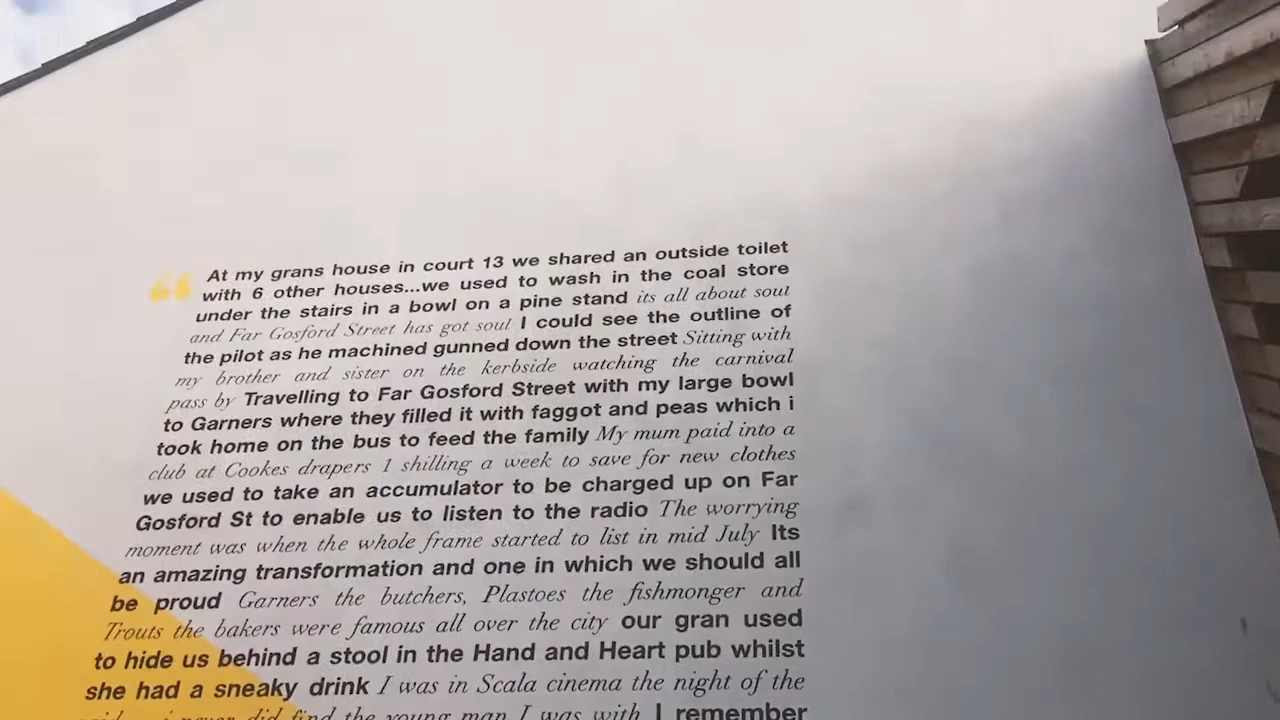 “ At my grans house in court 13 we shared an outside toilet
with 6 other houses...we used to wash in the coal store
under the stairs in a bowl on a pine stand its all about soul
and Far Gosford Street has got soul I could see the outline of
the pilot as he machined gunned down the street Sitting with
my brother and sister on the kerbside watching the carnival
pass by Travelling to Far Gosford Street with my large bowl
to Garners where they filled it with faggot and peas which i
took home on the bus to feed the family My mum paid into a
club at Cookes drapers 1 shilling a week to save for new clothes
we used to take an accumulator to be charged up on Far
Gosford St to enable us to listen to the radio The worrying
moment was when the whole frame started to list in mid July Its
an amazing transformation and one in which we should all
be proud Garners the butchers, Plastoes the fishmonger and
Trouts the bakers were famous all over the city our gran used
to hide us behind a stool in the Hand and Heart pub whilst
she had a sneaky drink I was in Scala cinema the night of the
i never did find the young man I was with I remember